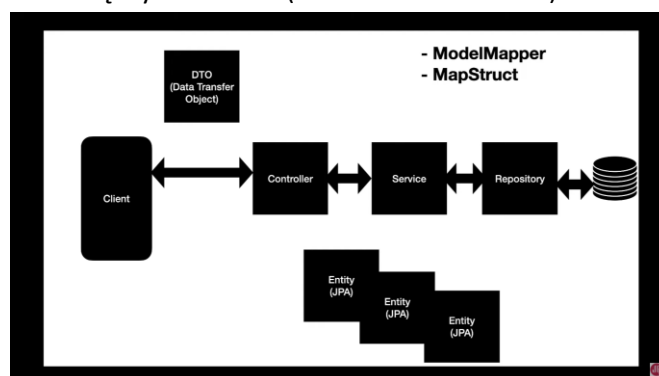 - ModelMapper
- MapStruct
DTO
(Data Transfer
Object)
Client
Controller
Service
Repository
Entity
(JPA)
Entity
(JPA)
Entity
(JPA)